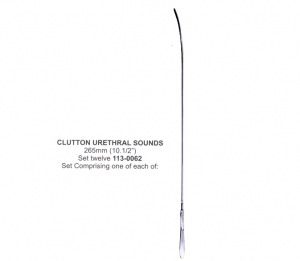 CLUTTON URETHRAL SOUNDS
265mm (10.1/2")
Set twelve 113-0062
Set Comprising one of each of: